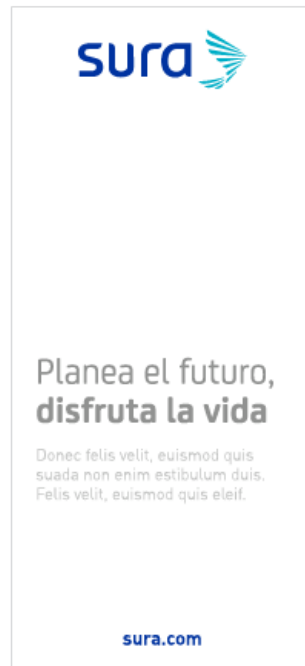 sura
Planea el futuro,
disfruta la vida
Donec felis velit, euismod quis
suada non enim estibulum duis.
Felis velit, euismod quis eleif.
sura.com